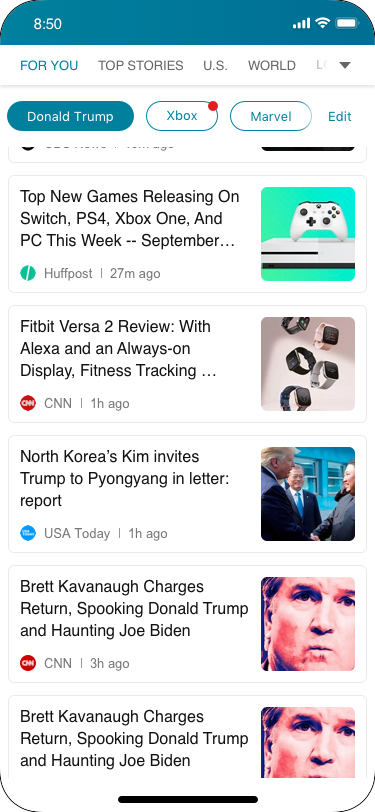 8:50
FOR YOU TOP STORIES U.S. WORLD
Donald Trump Xbox Marvel Edit
Top New Games Releasing On
Switch, PS4, Xbox One, And
PC This Week -- September…
Huffpost | 27m ago
Fitbit Versa 2 Review: With
Alexa and an Always-on
Display, Fitness Tracking …
CNN | 1h ago
North Korea’s Kim invites
Trump to Pyongyang in letter:
report
USA Today | 1h ago
Brett Kavanaugh Charges
Return, Spooking Donald Trump
and Haunting Joe Biden
CNN | 3h ago
Brett Kavanaugh Charges
Return, Spooking Donald Trump
and Haunting Joe Biden